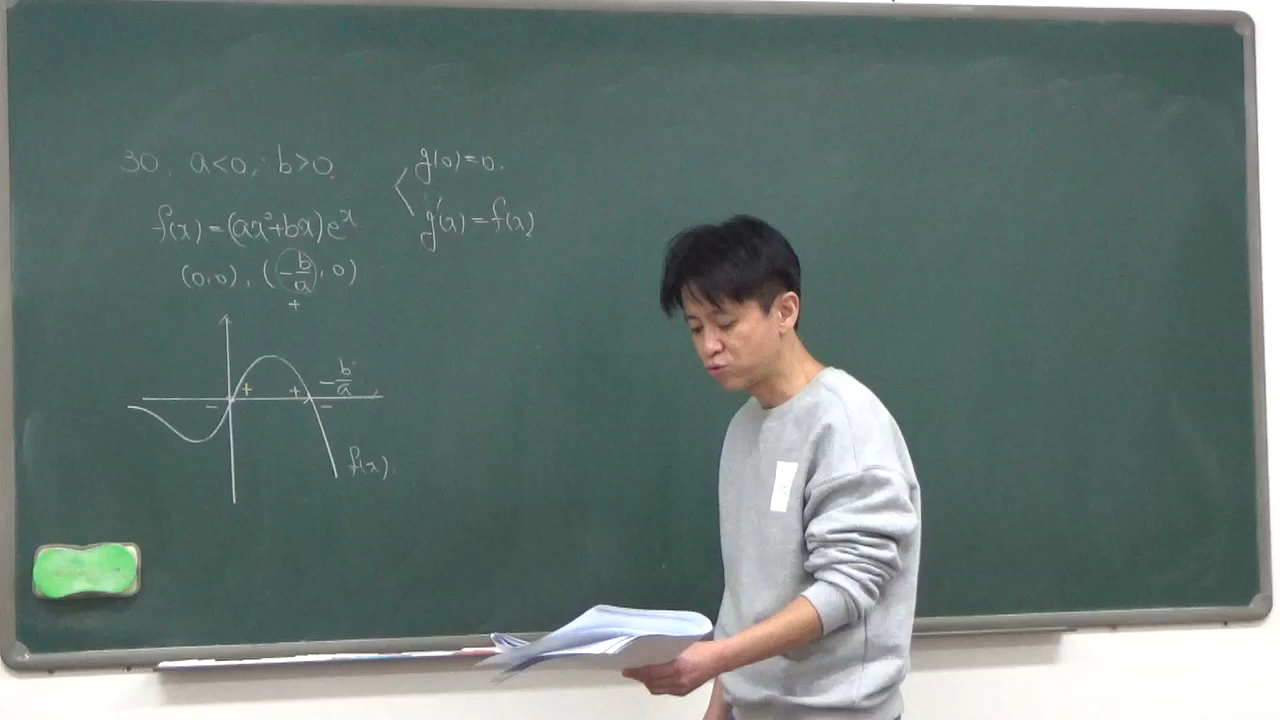 30. a<0, b>0.
f(x)=(ax²+bx)eˣ
(0,0), (-b/a, 0)
+
g(0)=0.
g'(x)=f(x)
+ + -b/a
- -
f(x).